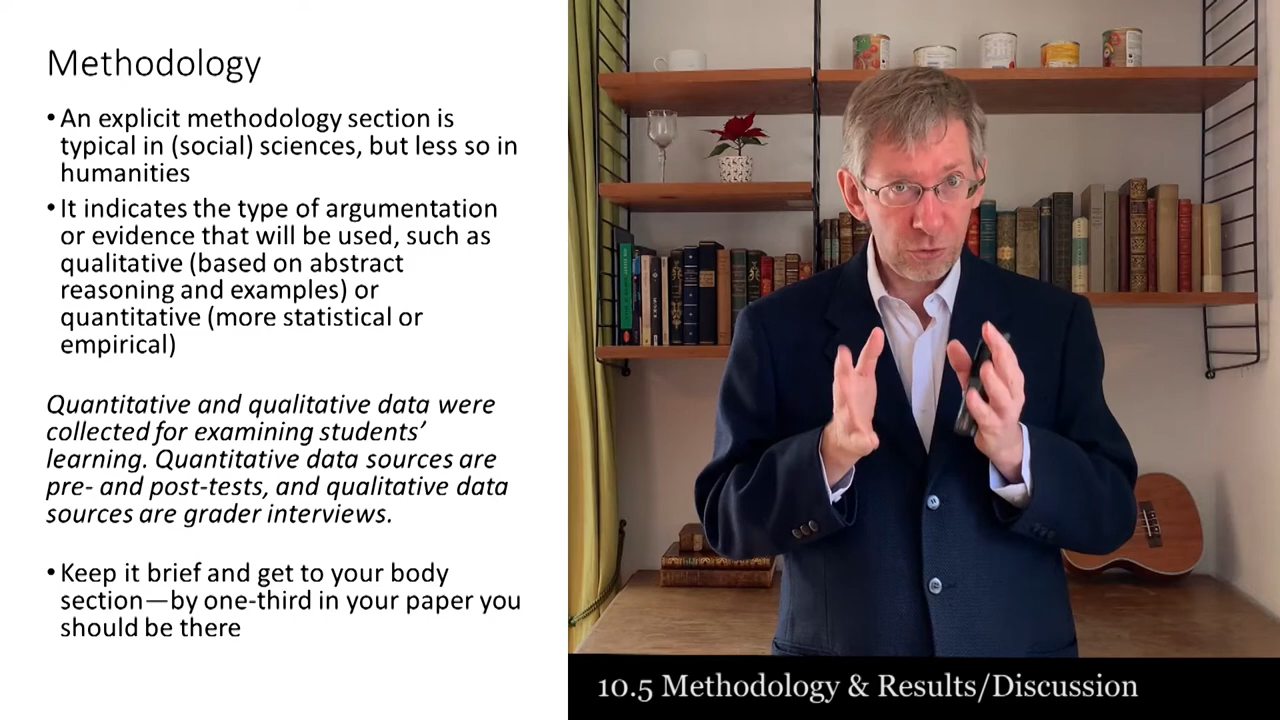 Methodology
• An explicit methodology section is
typical in (social) sciences, but less so in
humanities
• It indicates the type of argumentation
or evidence that will be used, such as
qualitative (based on abstract
reasoning and examples) or
quantitative (more statistical or
empirical)
Quantitative and qualitative data were
collected for examining students’
learning. Quantitative data sources are
pre- and post-tests, and qualitative data
sources are grader interviews.
• Keep it brief and get to your body
section—by one-third in your paper you
should be there
10.5 Methodology & Results/Discussion